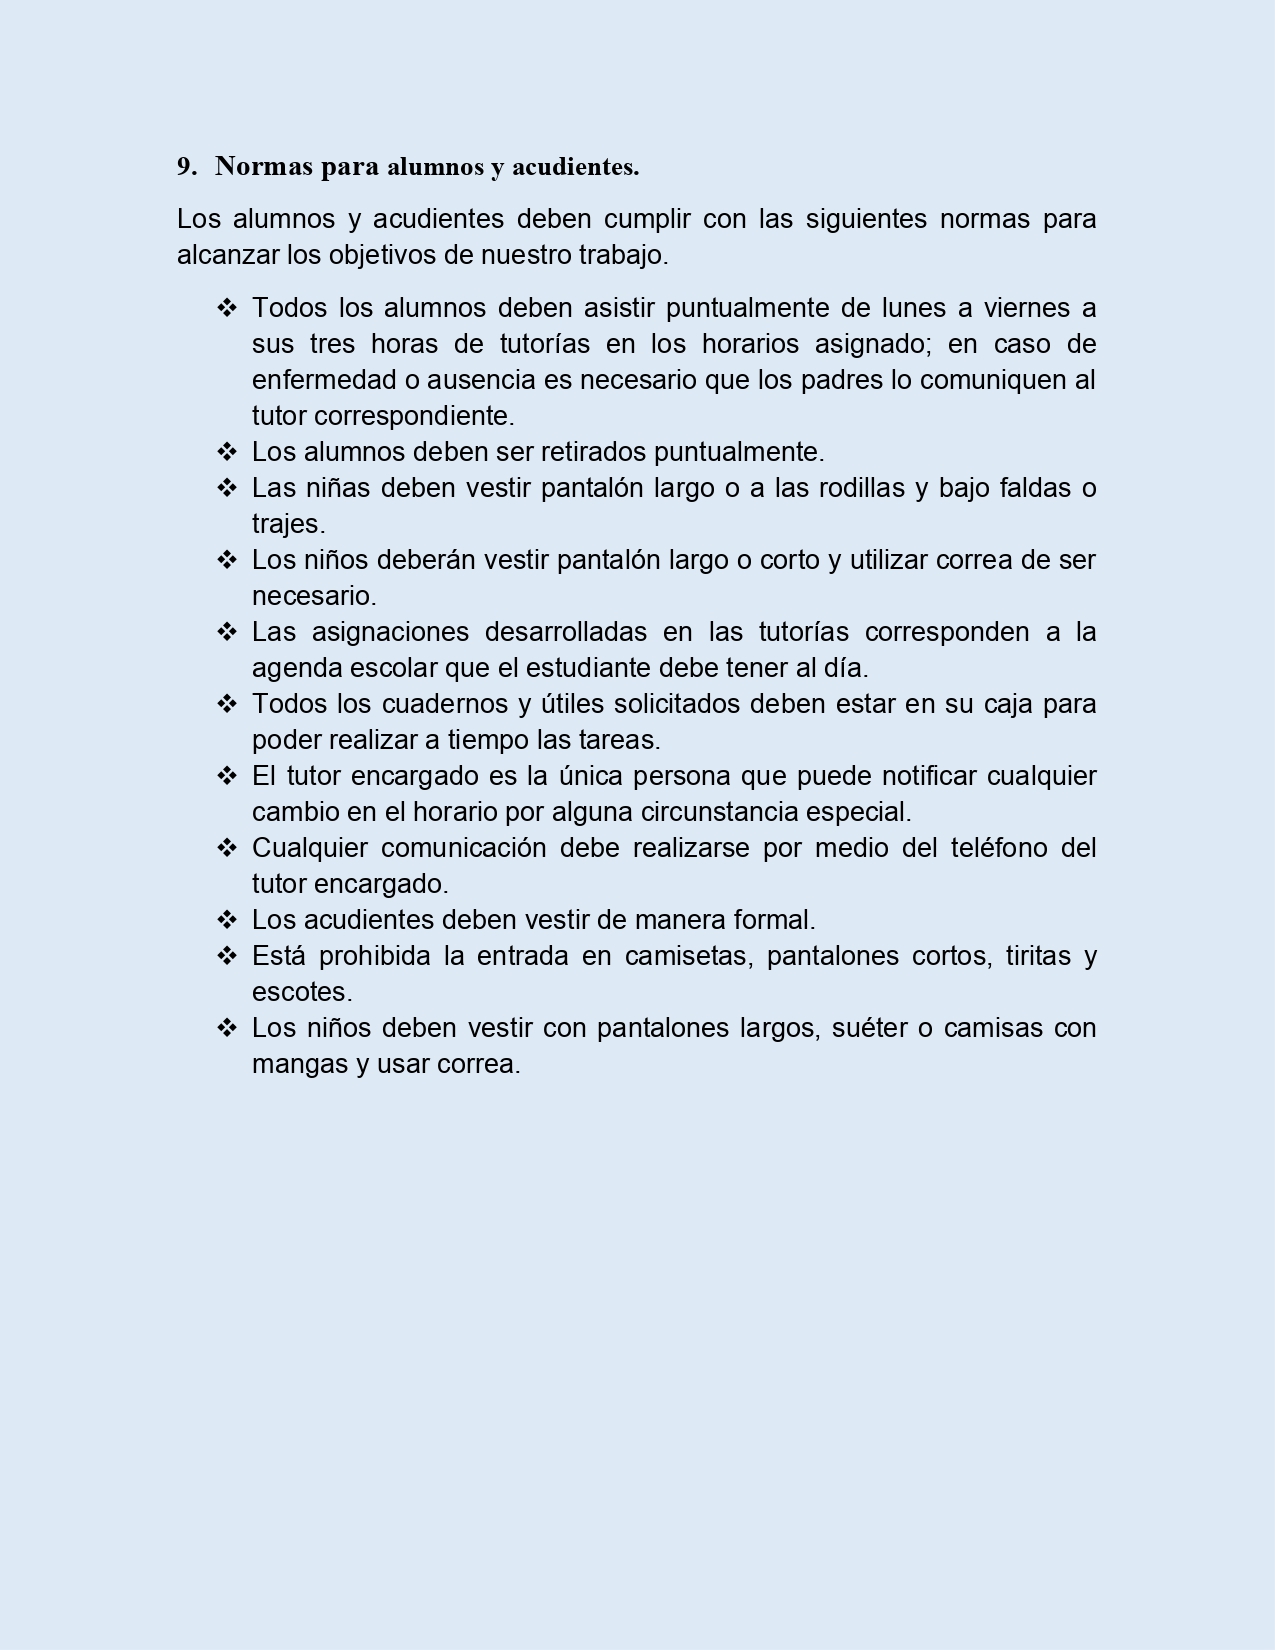 9. Normas para alumnos y acudientes.
Los alumnos y acudientes deben cumplir con las siguientes normas para
alcanzar los objetivos de nuestro trabajo.
❖ Todos los alumnos deben asistir puntualmente de lunes a viernes a
sus tres horas de tutorías en los horarios asignado; en caso de
enfermedad o ausencia es necesario que los padres lo comuniquen al
tutor correspondiente.
❖ Los alumnos deben ser retirados puntualmente.
❖ Las niñas deben vestir pantalón largo o a las rodillas y bajo faldas o
trajes.
❖ Los niños deberán vestir pantalón largo o corto y utilizar correa de ser
necesario.
❖ Las asignaciones desarrolladas en las tutorías corresponden a la
agenda escolar que el estudiante debe tener al día.
❖ Todos los cuadernos y útiles solicitados deben estar en su caja para
poder realizar a tiempo las tareas.
❖ El tutor encargado es la única persona que puede notificar cualquier
cambio en el horario por alguna circunstancia especial.
❖ Cualquier comunicación debe realizarse por medio del teléfono del
tutor encargado.
❖ Los acudientes deben vestir de manera formal.
❖ Está prohibida la entrada en camisetas, pantalones cortos, tiritas y
escotes.
❖ Los niños deben vestir con pantalones largos, suéter o camisas con
mangas y usar correa.